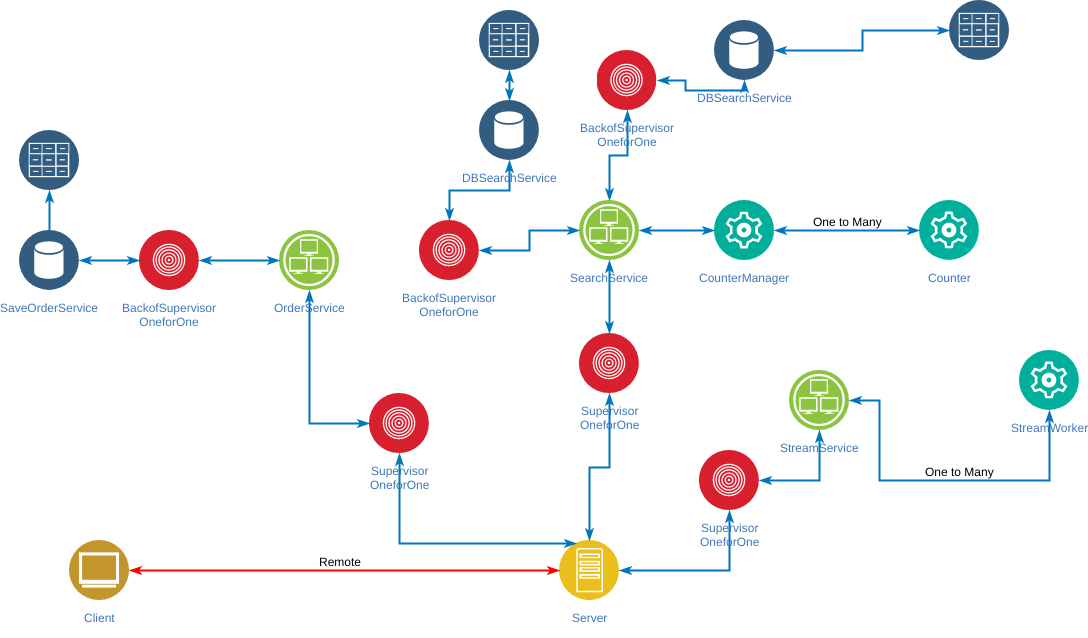 DBSearchService
BackofSupervisor
OneforOne
DBSearchService
One to Many
SaveOrderService
BackofSupervisor
OneforOne
OrderService
BackofSupervisor
OneforOne
SearchService
CounterManager
Counter
Supervisor
OneforOne
StreamService
StreamWorker
Supervisor
OneforOne
One to Many
Supervisor
OneforOne
Remote
Client
Server